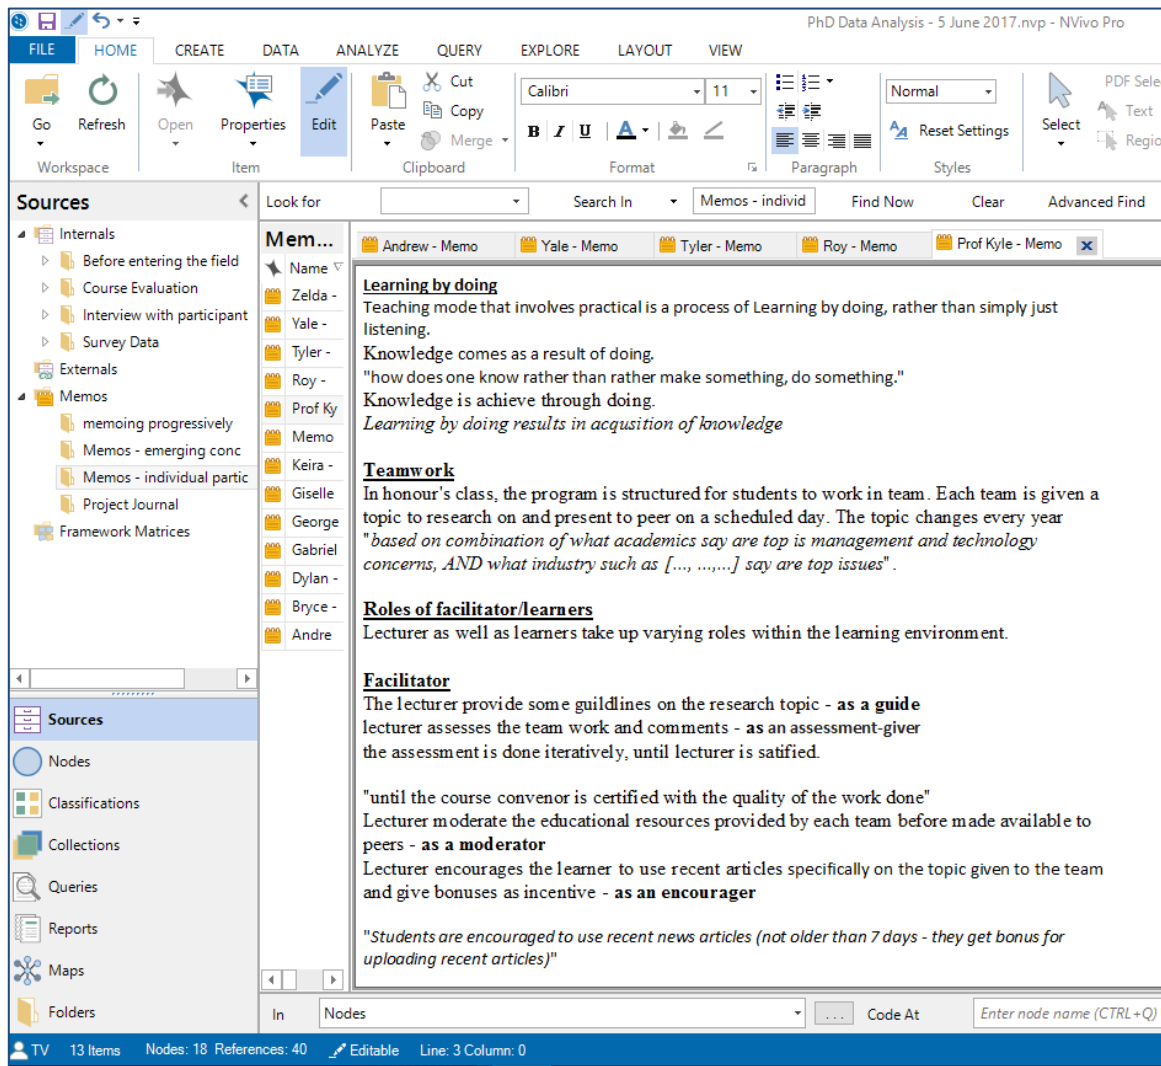 PhD Data Analysis - 5 June 2017.nvp - NVivo Pro
FILE HOME CREATE DATA ANALYZE QUERY EXPLORE LAYOUT VIEW
Go
Refresh
Open
Properties
Edit
Paste
Cut
Copy
Merge
Calibri 11
B I U A
Normal
Reset Settings
Select
PDF Sele
Text
Regio
Workspace Item Clipboard Format Paragraph Styles
Sources
Look for Search In Memos - individ Find Now Clear Advanced Find
Internals
Before entering the field
Course Evaluation
Interview with participant
Survey Data
Externals
Memos
memoing progressively
Memos - emerging conc
Memos - individual partic
Project Journal
Framework Matrices
Sources
Nodes
Classifications
Collections
Queries
Reports
Maps
Folders
Mem...
Name
Zelda -
Yale -
Tyler -
Roy -
Prof Ky
Memo
Keira -
Giselle
George
Gabriel
Dylan -
Bryce -
Andre
Andrew - Memo Yale - Memo Tyler - Memo Roy - Memo Prof Kyle - Memo x
Learning by doing
Teaching mode that involves practical is a process of Learning by doing, rather than simply just
listening.
Knowledge comes as a result of doing.
"how does one know rather than rather make something, do something."
Knowledge is achieve through doing.
Learning by doing results in acqusition of knowledge
Teamwork
In honour's class, the program is structured for students to work in team. Each team is given a
topic to research on and present to peer on a scheduled day. The topic changes every year
"based on combination of what academics say are top is management and technology
concerns, AND what industry such as [..., ...,...] say are top issues".
Roles of facilitator/learners
Lecturer as well as learners take up varying roles within the learning environment.
Facilitator
The lecturer provide some guildlines on the research topic - as a guide
lecturer assesses the team work and comments - as an assessment-giver
the assessment is done iteratively, until lecturer is satified.
"until the course convenor is certified with the quality of the work done"
Lecturer moderate the educational resources provided by each team before made available to
peers - as a moderator
Lecturer encourages the learner to use recent articles specifically on the topic given to the team
and give bonuses as incentive - as an encourager
"Students are encouraged to use recent news articles (not older than 7 days - they get bonus for
uploading recent articles)"
In Nodes ... Code At Enter node name (CTRL+Q)
TV 13 Items Nodes: 18 References: 40 Editable Line: 3 Column: 0